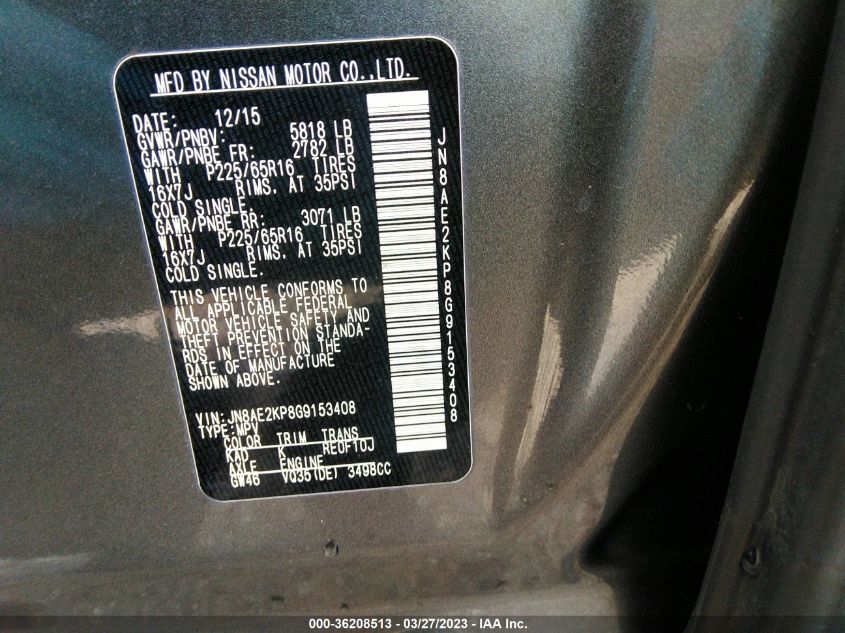 MFD BY NISSAN MOTOR CO.,LTD.
DATE: 12/15
GVWR/PNBV: 5818 LB
GAWR/PNBE FR: 2782 LB
WITH P225/65R16 TIRES
16X7J RIMS. AT 35PSI
COLD SINGLE.
GAWR/PNBE RR: 3071 LB
WITH P225/65R16 TIRES
16X7J RIMS. AT 35PSI
COLD SINGLE.
THIS VEHICLE CONFORMS TO
ALL APPLICABLE FEDERAL
MOTOR VEHICLE SAFETY AND
THEFT PREVENTION STANDA-
RDS IN EFFECT ON THE
DATE OF MANUFACTURE
SHOWN ABOVE.
VIN: JN8AE2KP8G9153408
TYPE: MPV
COLOR TRIM TRANS
KAD K RE0F10J
AXLE ENGINE
GW46 VQ35(DE) 3498CC
JN8AE2KP8G9153408
000-36208513 - 03/27/2023 - © IAA Inc.